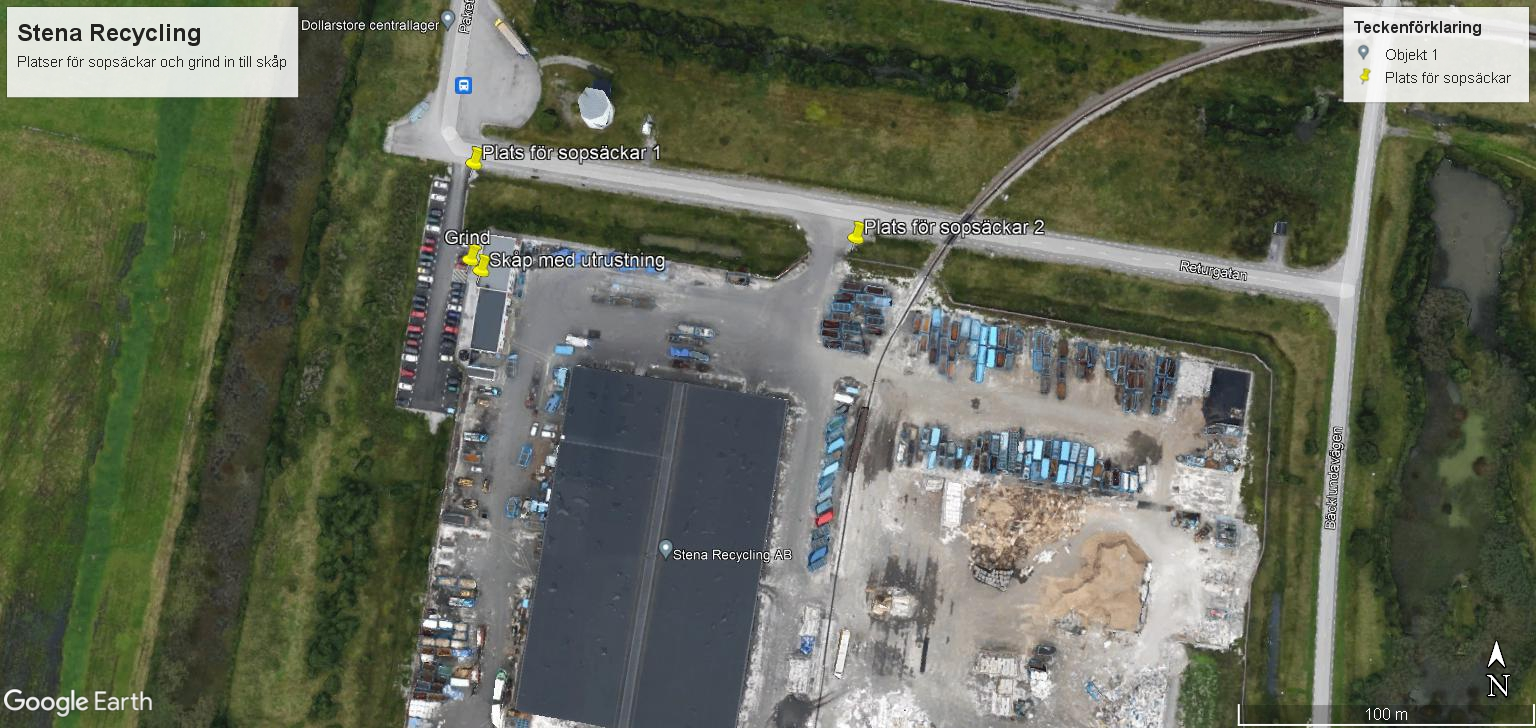 Stena Recycling
Platser för sopsäckar och grind in till skåp
Dollarstore centrallager
Paket
Teckenförklaring
Objekt 1
Plats för sopsäckar
Plats för sopsäckar 1
Plats för sopsäckar 2
Grind
Skåp med utrustning
Returgatan
Bäcklundavägen
Stena Recycling AB
Google Earth
N
100 m